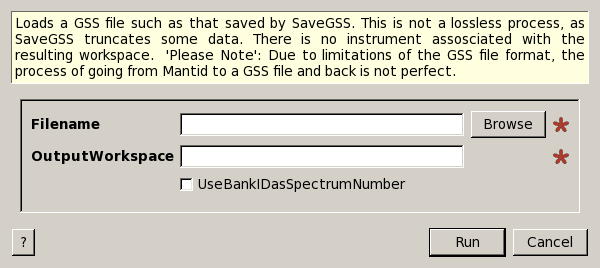 Loads a GSS file such as that saved by SaveGSS. This is not a lossless process, as
SaveGSS truncates some data. There is no instrument assosciated with the
resulting workspace. 'Please Note': Due to limitations of the GSS file format, the
process of going from Mantid to a GSS file and back is not perfect.
Filename Browse *
OutputWorkspace *
UseBankIDasSpectrumNumber
? Run Cancel